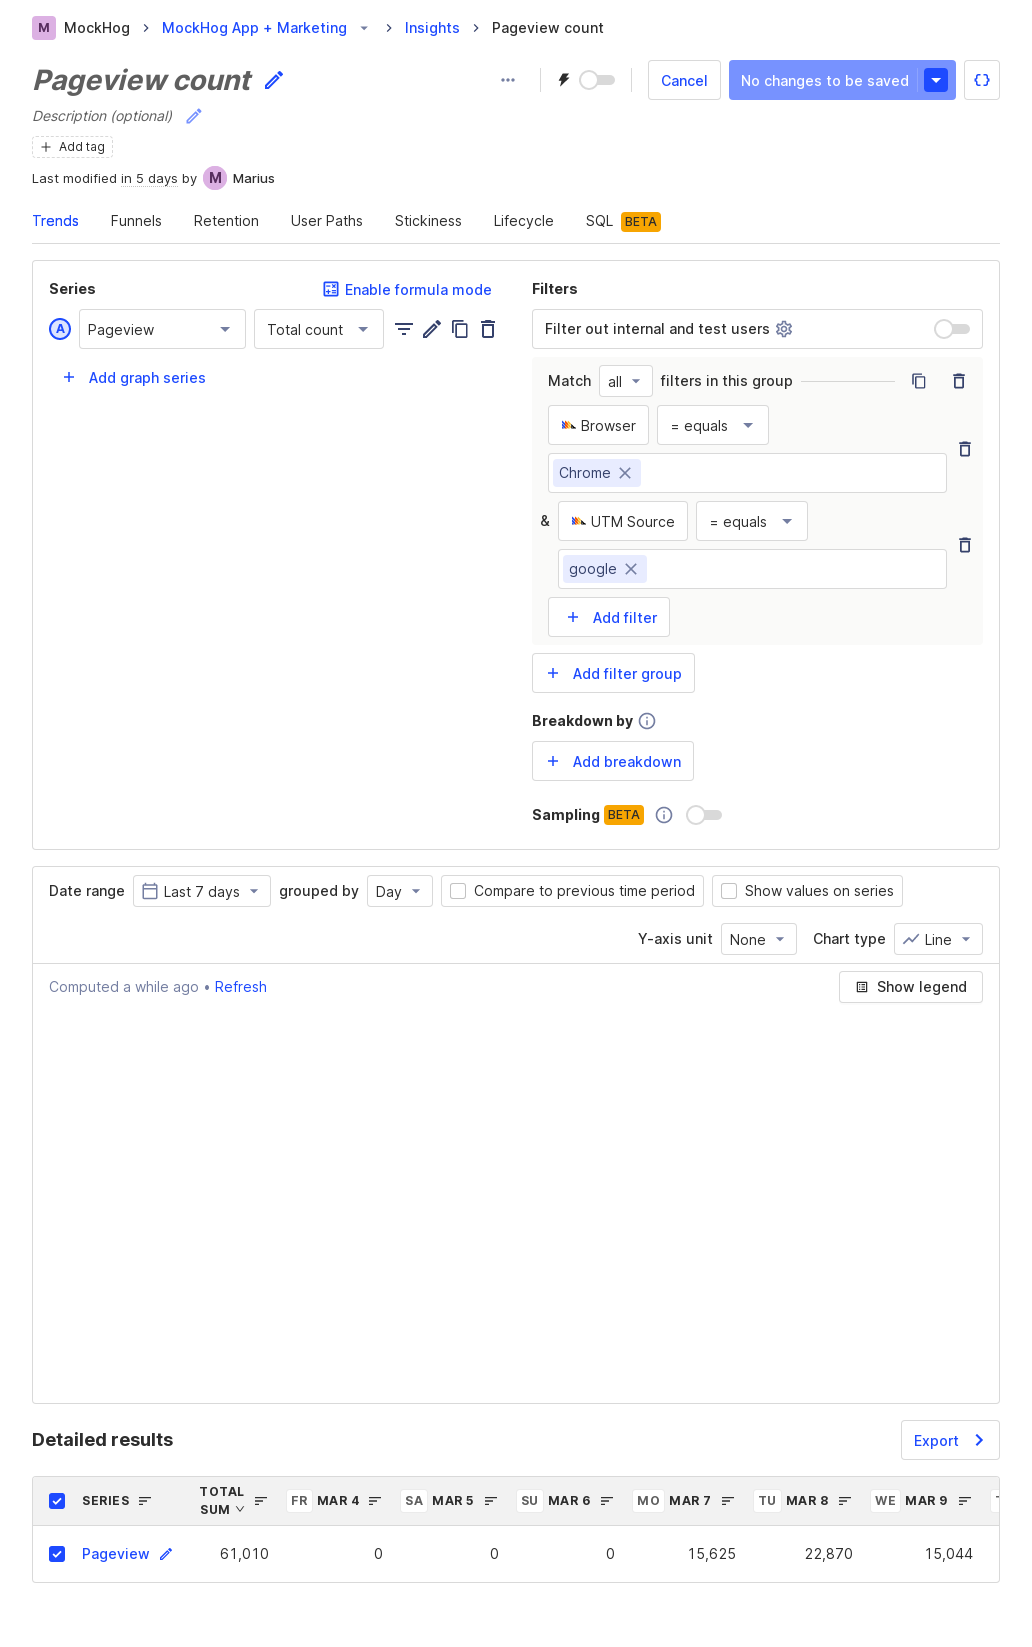 M MockHog MockHog App + Marketing Insights Pageview count
Pageview count
Cancel No changes to be saved
Description (optional)
Add tag
Last modified in 5 days by M Marius
Trends Funnels Retention User Paths Stickiness Lifecycle SQL BETA
Series Enable formula mode
A Pageview Total count
Add graph series
Filters
Filter out internal and test users
Match all filters in this group
Browser = equals
Chrome
& UTM Source = equals
google
Add filter
Add filter group
Breakdown by
Add breakdown
Sampling BETA
Date range Last 7 days grouped by Day Compare to previous time period Show values on series
Y-axis unit None Chart type Line
Computed a while ago • Refresh Show legend
Detailed results Export
SERIES TOTAL SUM FR MAR 4 SA MAR 5 SU MAR 6 MO MAR 7 TU MAR 8 WE MAR 9
Pageview 61,010 0 0 0 15,625 22,870 15,044